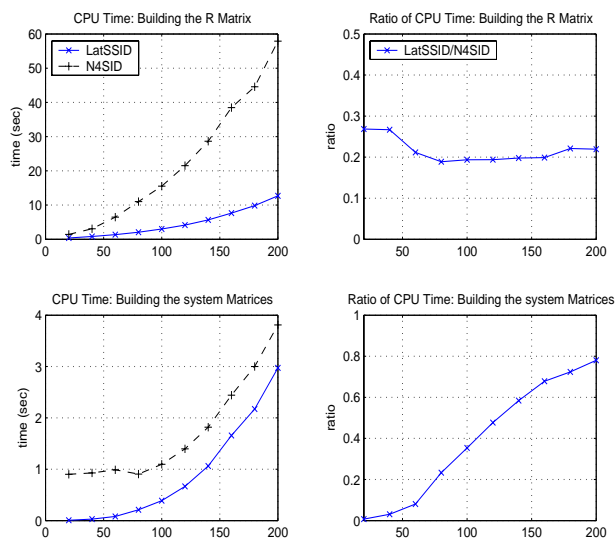 CPU Time: Building the R Matrix
60
50
40
30
20
10
0
time (sec)
LatSSID
N4SID
0 50 100 150 200
Ratio of CPU Time: Building the R Matrix
0.5
0.4
0.3
0.2
0.1
0
ratio
LatSSID/N4SID
50 100 150 200
CPU Time: Building the system Matrices
4
3
2
1
0
time (sec)
0 50 100 150 200
Ratio of CPU Time: Building the system Matrices
1
0.8
0.6
0.4
0.2
0
ratio
50 100 150 200